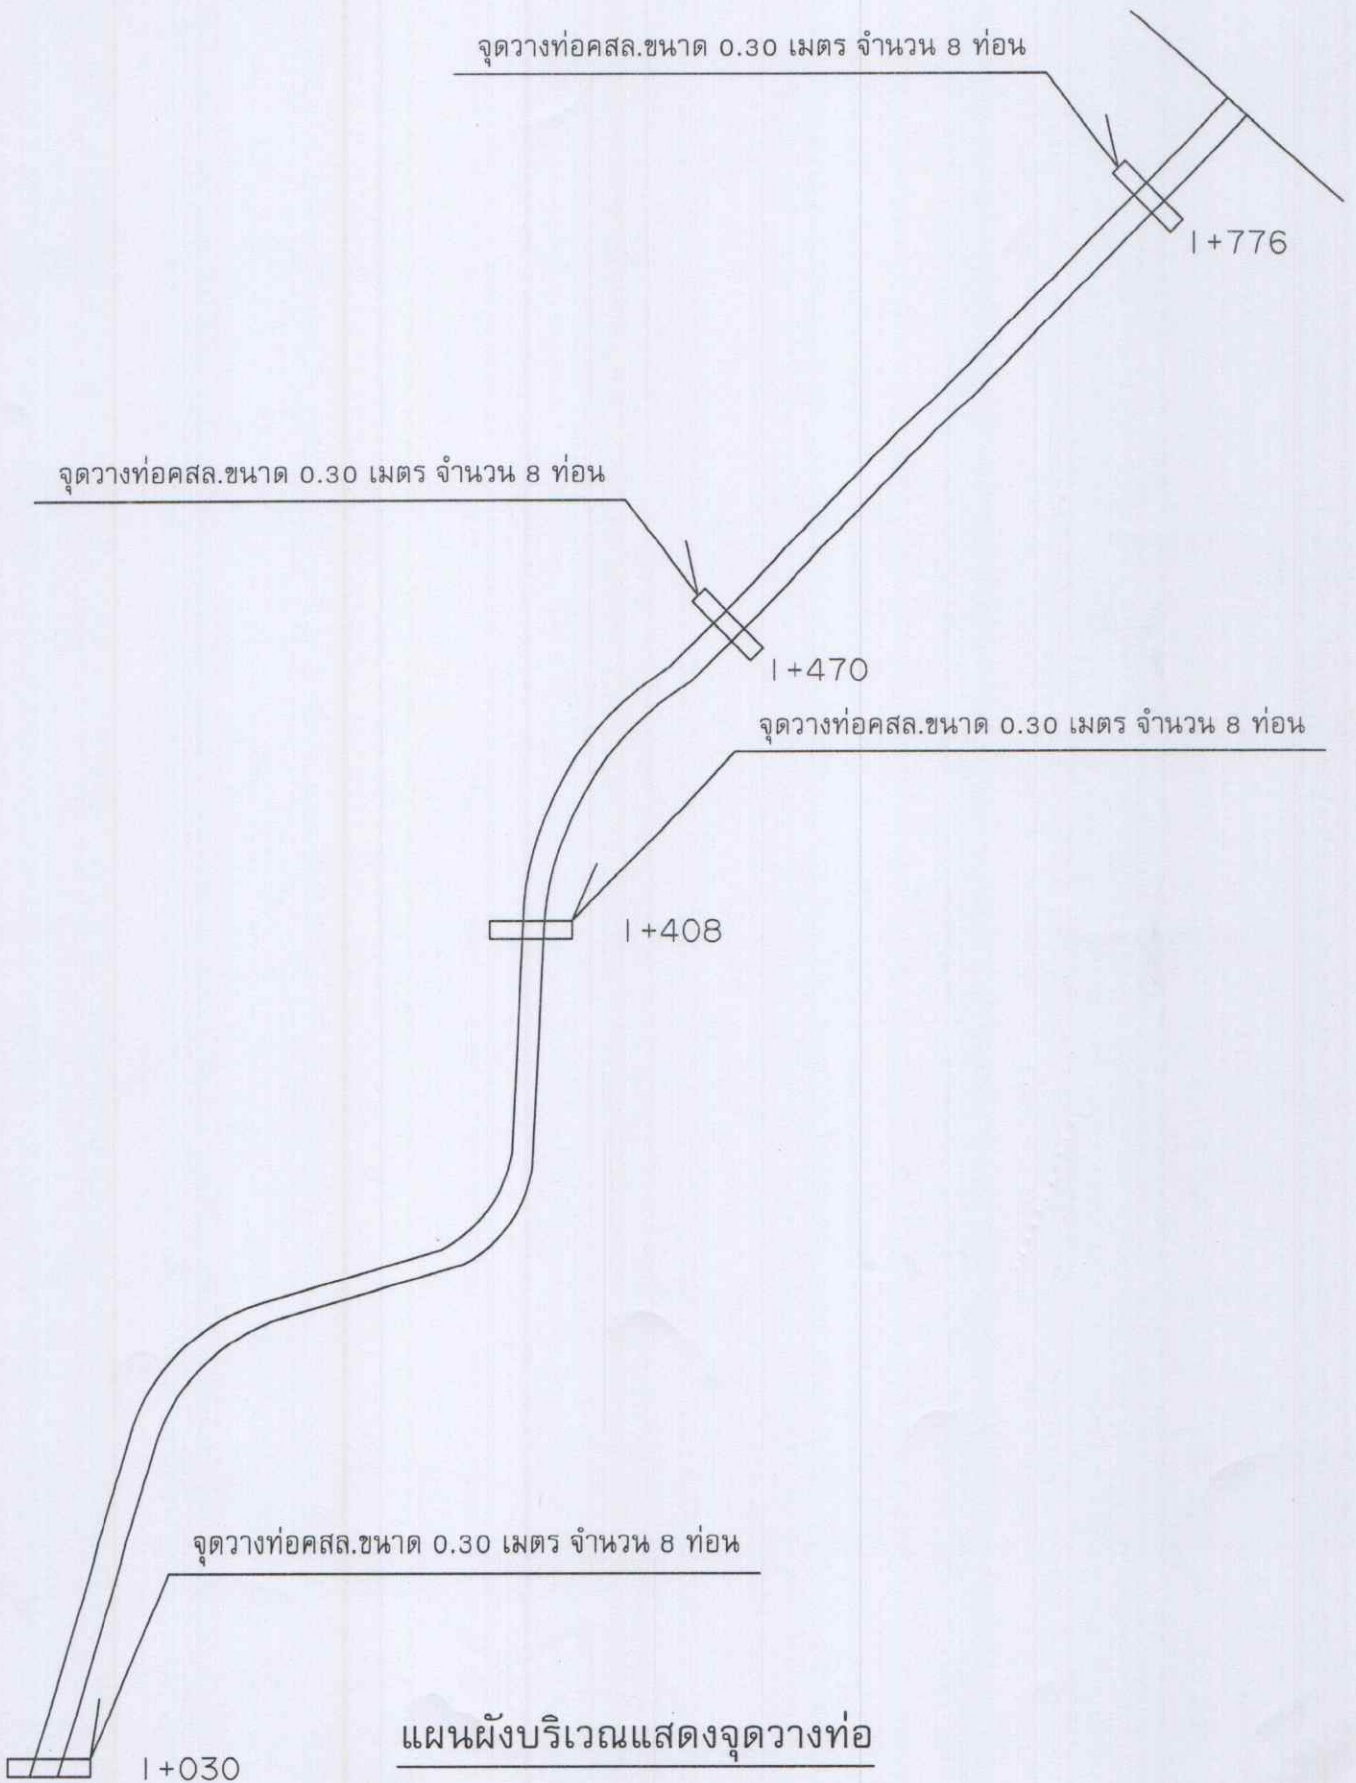 จุดวางท่อคสล.ขนาด 0.30 เมตร จำนวน 8 ท่อน
1+776
จุดวางท่อคสล.ขนาด 0.30 เมตร จำนวน 8 ท่อน
1+470
จุดวางท่อคสล.ขนาด 0.30 เมตร จำนวน 8 ท่อน
1+408
จุดวางท่อคสล.ขนาด 0.30 เมตร จำนวน 8 ท่อน
แผนผังบริเวณแสดงจุดวางท่อ
1+030